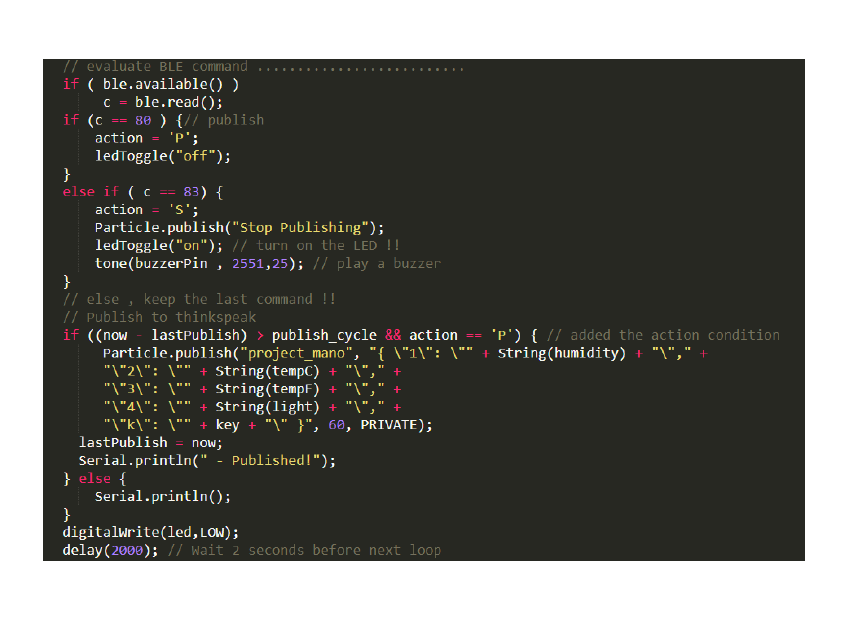 // evaluate BLE command ..........................
if ( ble.available() )
c = ble.read();
if (c == 80 ) {// publish
action = 'P';
ledToggle("off");
}
else if ( c == 83) {
action = 'S';
Particle.publish("Stop Publishing");
ledToggle("on"); // turn on the LED !!
tone(buzzerPin , 2551,25); // play a buzzer
}
// else , keep the last command !!
// Publish to thinkspeak
if ((now - lastPublish) > publish_cycle && action == 'P') { // added the action condition
Particle.publish("project_mano", "{ \"1\": \"" + String(humidity) + "\"," +
"\"2\": \"" + String(tempC) + "\"," +
"\"3\": \"" + String(tempF) + "\"," +
"\"4\": \"" + String(light) + "\"," +
"\"k\": \"" + key + "\" }", 60, PRIVATE);
lastPublish = now;
Serial.println(" - Published!");
} else {
Serial.println();
}
digitalWrite(led,LOW);
delay(2000); // Wait 2 seconds before next loop